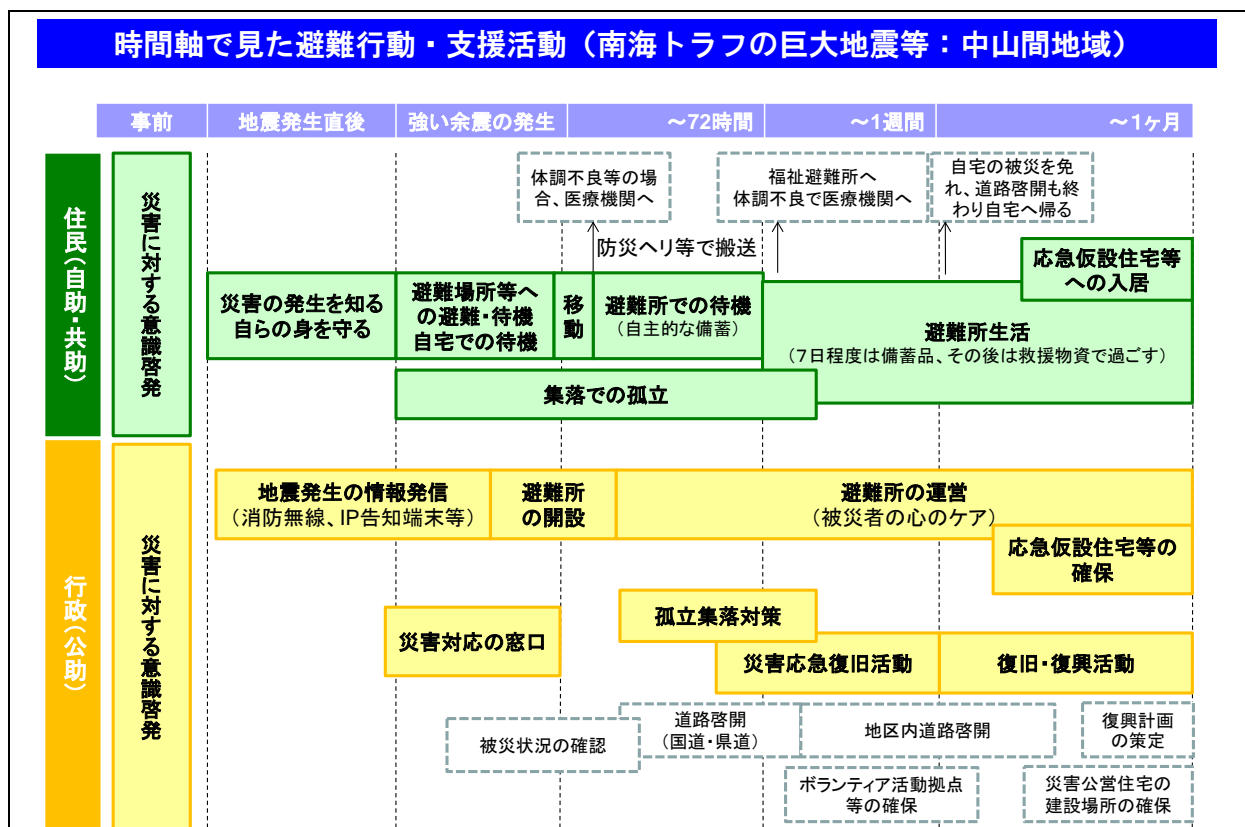 時間軸で見た避難行動・支援活動（南海トラフの巨大地震等：中山間地域）
事前
地震発生直後
強い余震の発生
～72時間
～1週間
～1ヶ月
住民（自助・共助）
災害に対する意識啓発
体調不良等の場
合、医療機関へ
福祉避難所へ
体調不良で医療機関へ
自宅の被災を免
れ、道路啓開も終
わり自宅へ帰る
防災ヘリ等で搬送
災害の発生を知る
自らの身を守る
避難場所等へ
の避難・待機
自宅での待機
移動
避難所での待機
（自主的な備蓄）
応急仮設住宅等
への入居
避難所生活
（7日程度は備蓄品、その後は救援物資で過ごす）
集落での孤立
行政（公助）
災害に対する意識啓発
地震発生の情報発信
（消防無線、IP告知端末等）
避難所
の開設
避難所の運営
（被災者の心のケア）
応急仮設住宅等の
確保
災害対応の窓口
孤立集落対策
災害応急復旧活動
復旧・復興活動
被災状況の確認
道路啓開
（国道・県道）
地区内道路啓開
復興計画
の策定
ボランティア活動拠点
等の確保
災害公営住宅の
建設場所の確保